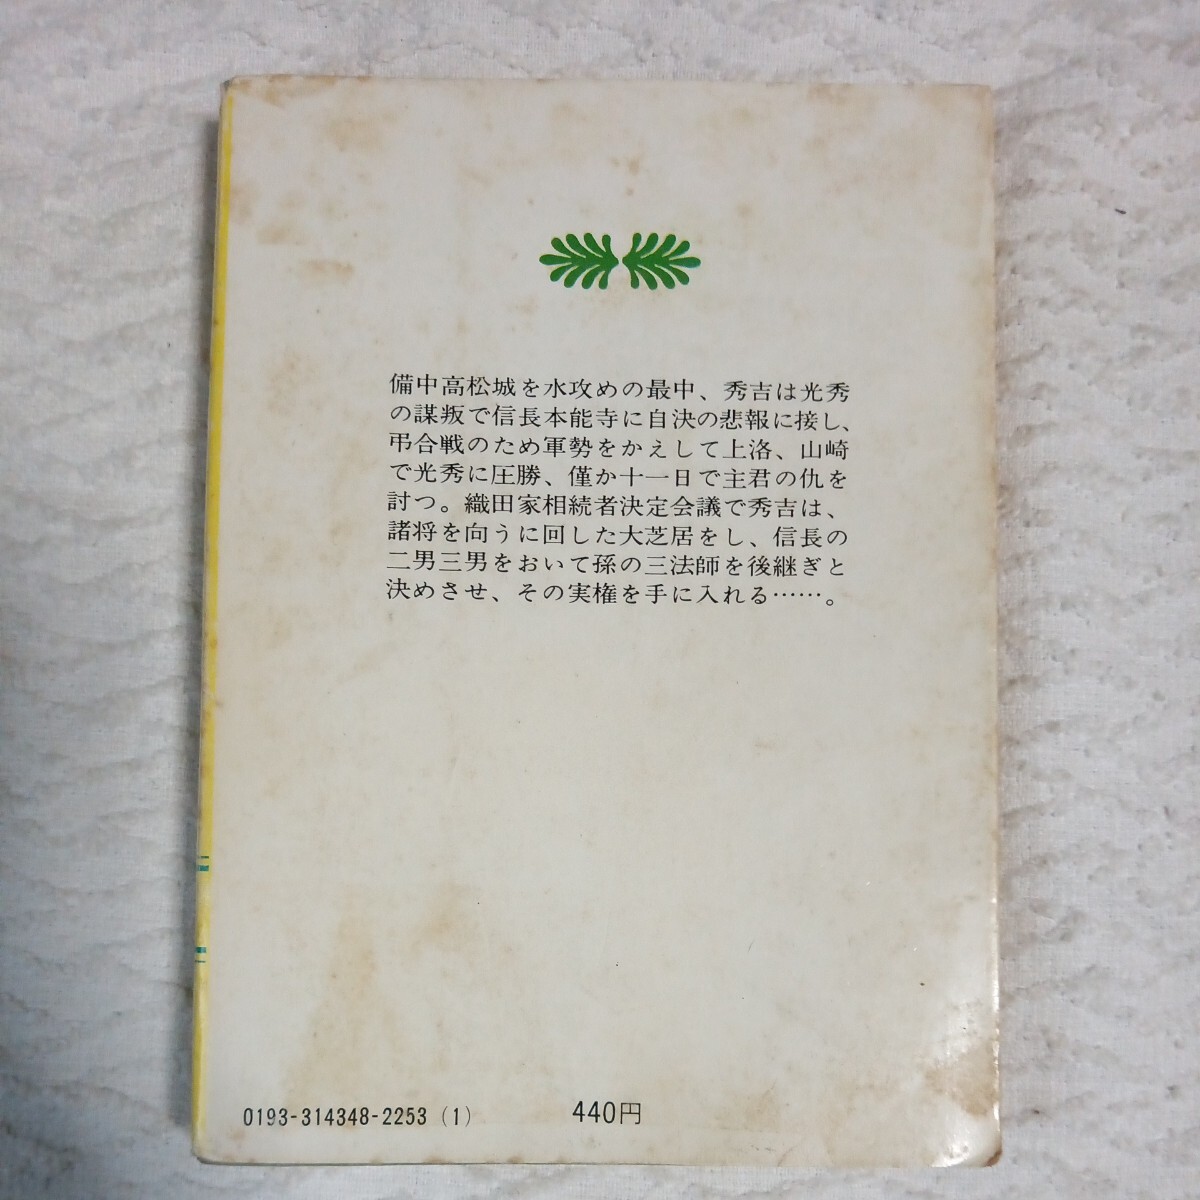 備中高松城を水攻めの最中、秀吉は光秀
の謀叛で信長本能寺に自決の悲報に接し、
弔合戦のため軍勢をかえして上洛、山崎
で光秀に圧勝、僅か十一日で主君の仇を
討つ。織田家相続者決定会議で秀吉は、
諸将を向うに回した大芝居をし、信長の
二男三男をおいて孫の三法師を後継ぎと
決めさせ、その実権を手に入れる……。
0193-314348-2253 (1)
440円